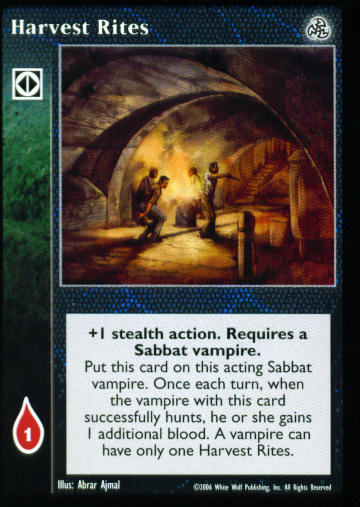 Harvest Rites
+1 stealth action. Requires a
Sabbat vampire.
Put this card on this acting Sabbat
vampire. Once each turn, when
the vampire with this card
successfully hunts, he or she gains
1 additional blood. A vampire can
have only one Harvest Rites.
1
Illus: Abrar Ajmal
©2006 White Wolf Publishing, Inc. All Rights Reserved